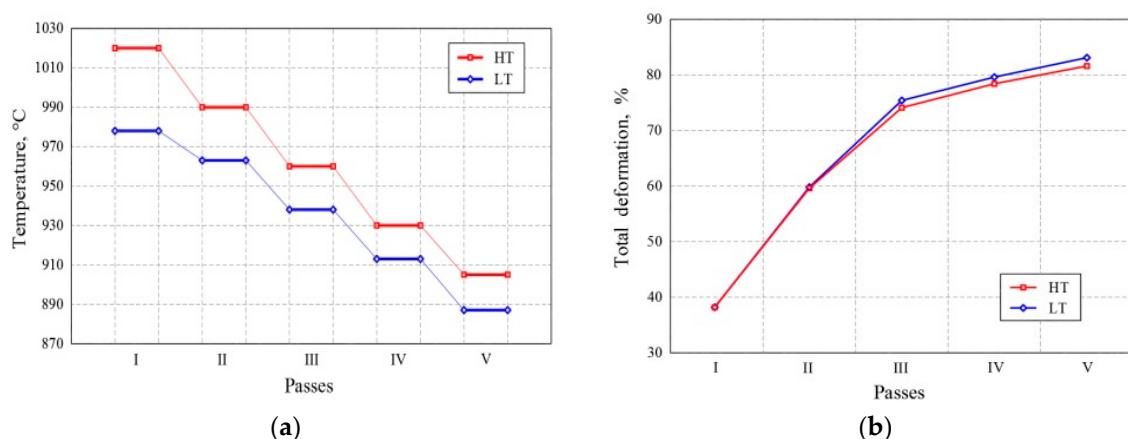 1030
1010
990
970
950
930
910
890
870
Temperature, °C
HT
LT
I II III IV V
Passes
(a)
90
80
70
60
50
40
30
Total deformation, %
HT
LT
I II III IV V
Passes
(b)